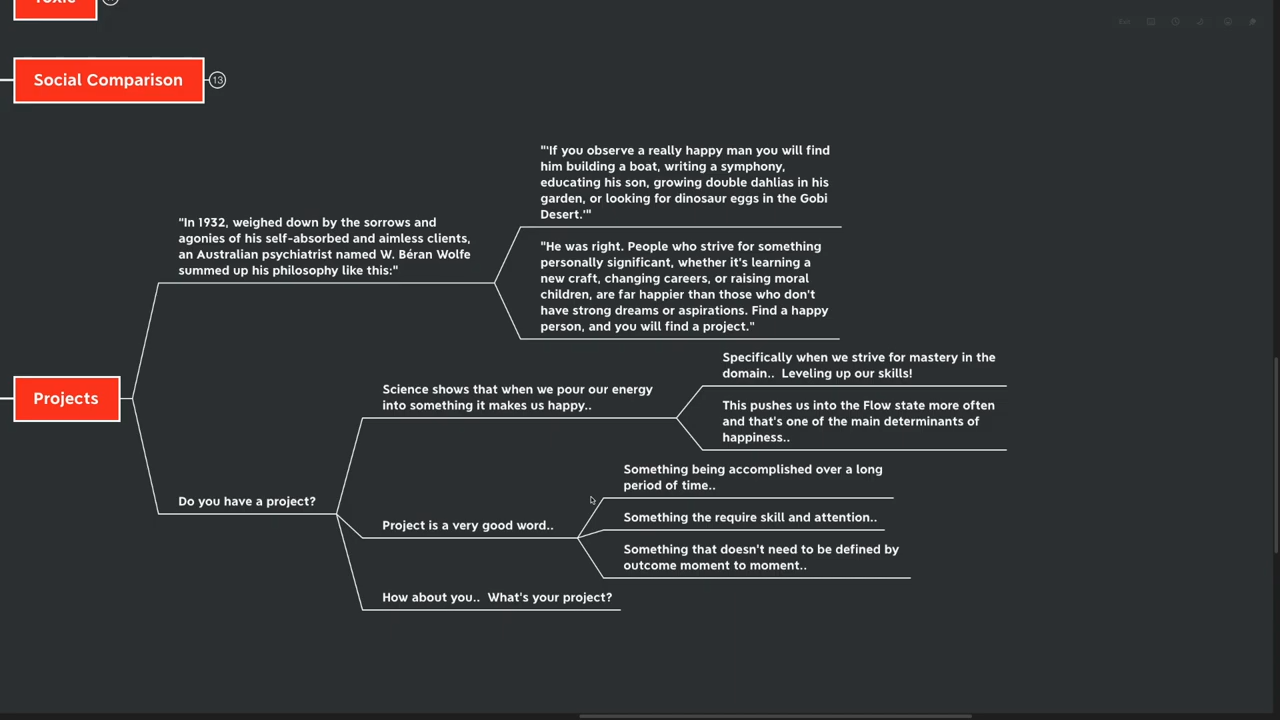 Toxic
Social Comparison
13
"'If you observe a really happy man you will find
him building a boat, writing a symphony,
educating his son, growing double dahlias in his
garden, or looking for dinosaur eggs in the Gobi
Desert.'"
"In 1932, weighed down by the sorrows and
agonies of his self-absorbed and aimless clients,
an Australian psychiatrist named W. Béran Wolfe
summed up his philosophy like this:"
"He was right. People who strive for something
personally significant, whether it's learning a
new craft, changing careers, or raising moral
children, are far happier than those who don't
have strong dreams or aspirations. Find a happy
person, and you will find a project."
Projects
Do you have a project?
Science shows that when we pour our energy
into something it makes us happy..
Specifically when we strive for mastery in the
domain..  Leveling up our skills!
This pushes us into the Flow state more often
and that's one of the main determinants of
happiness..
Project is a very good word..
Something being accomplished over a long
period of time..
Something the require skill and attention..
Something that doesn't need to be defined by
outcome moment to moment..
How about you..  What's your project?